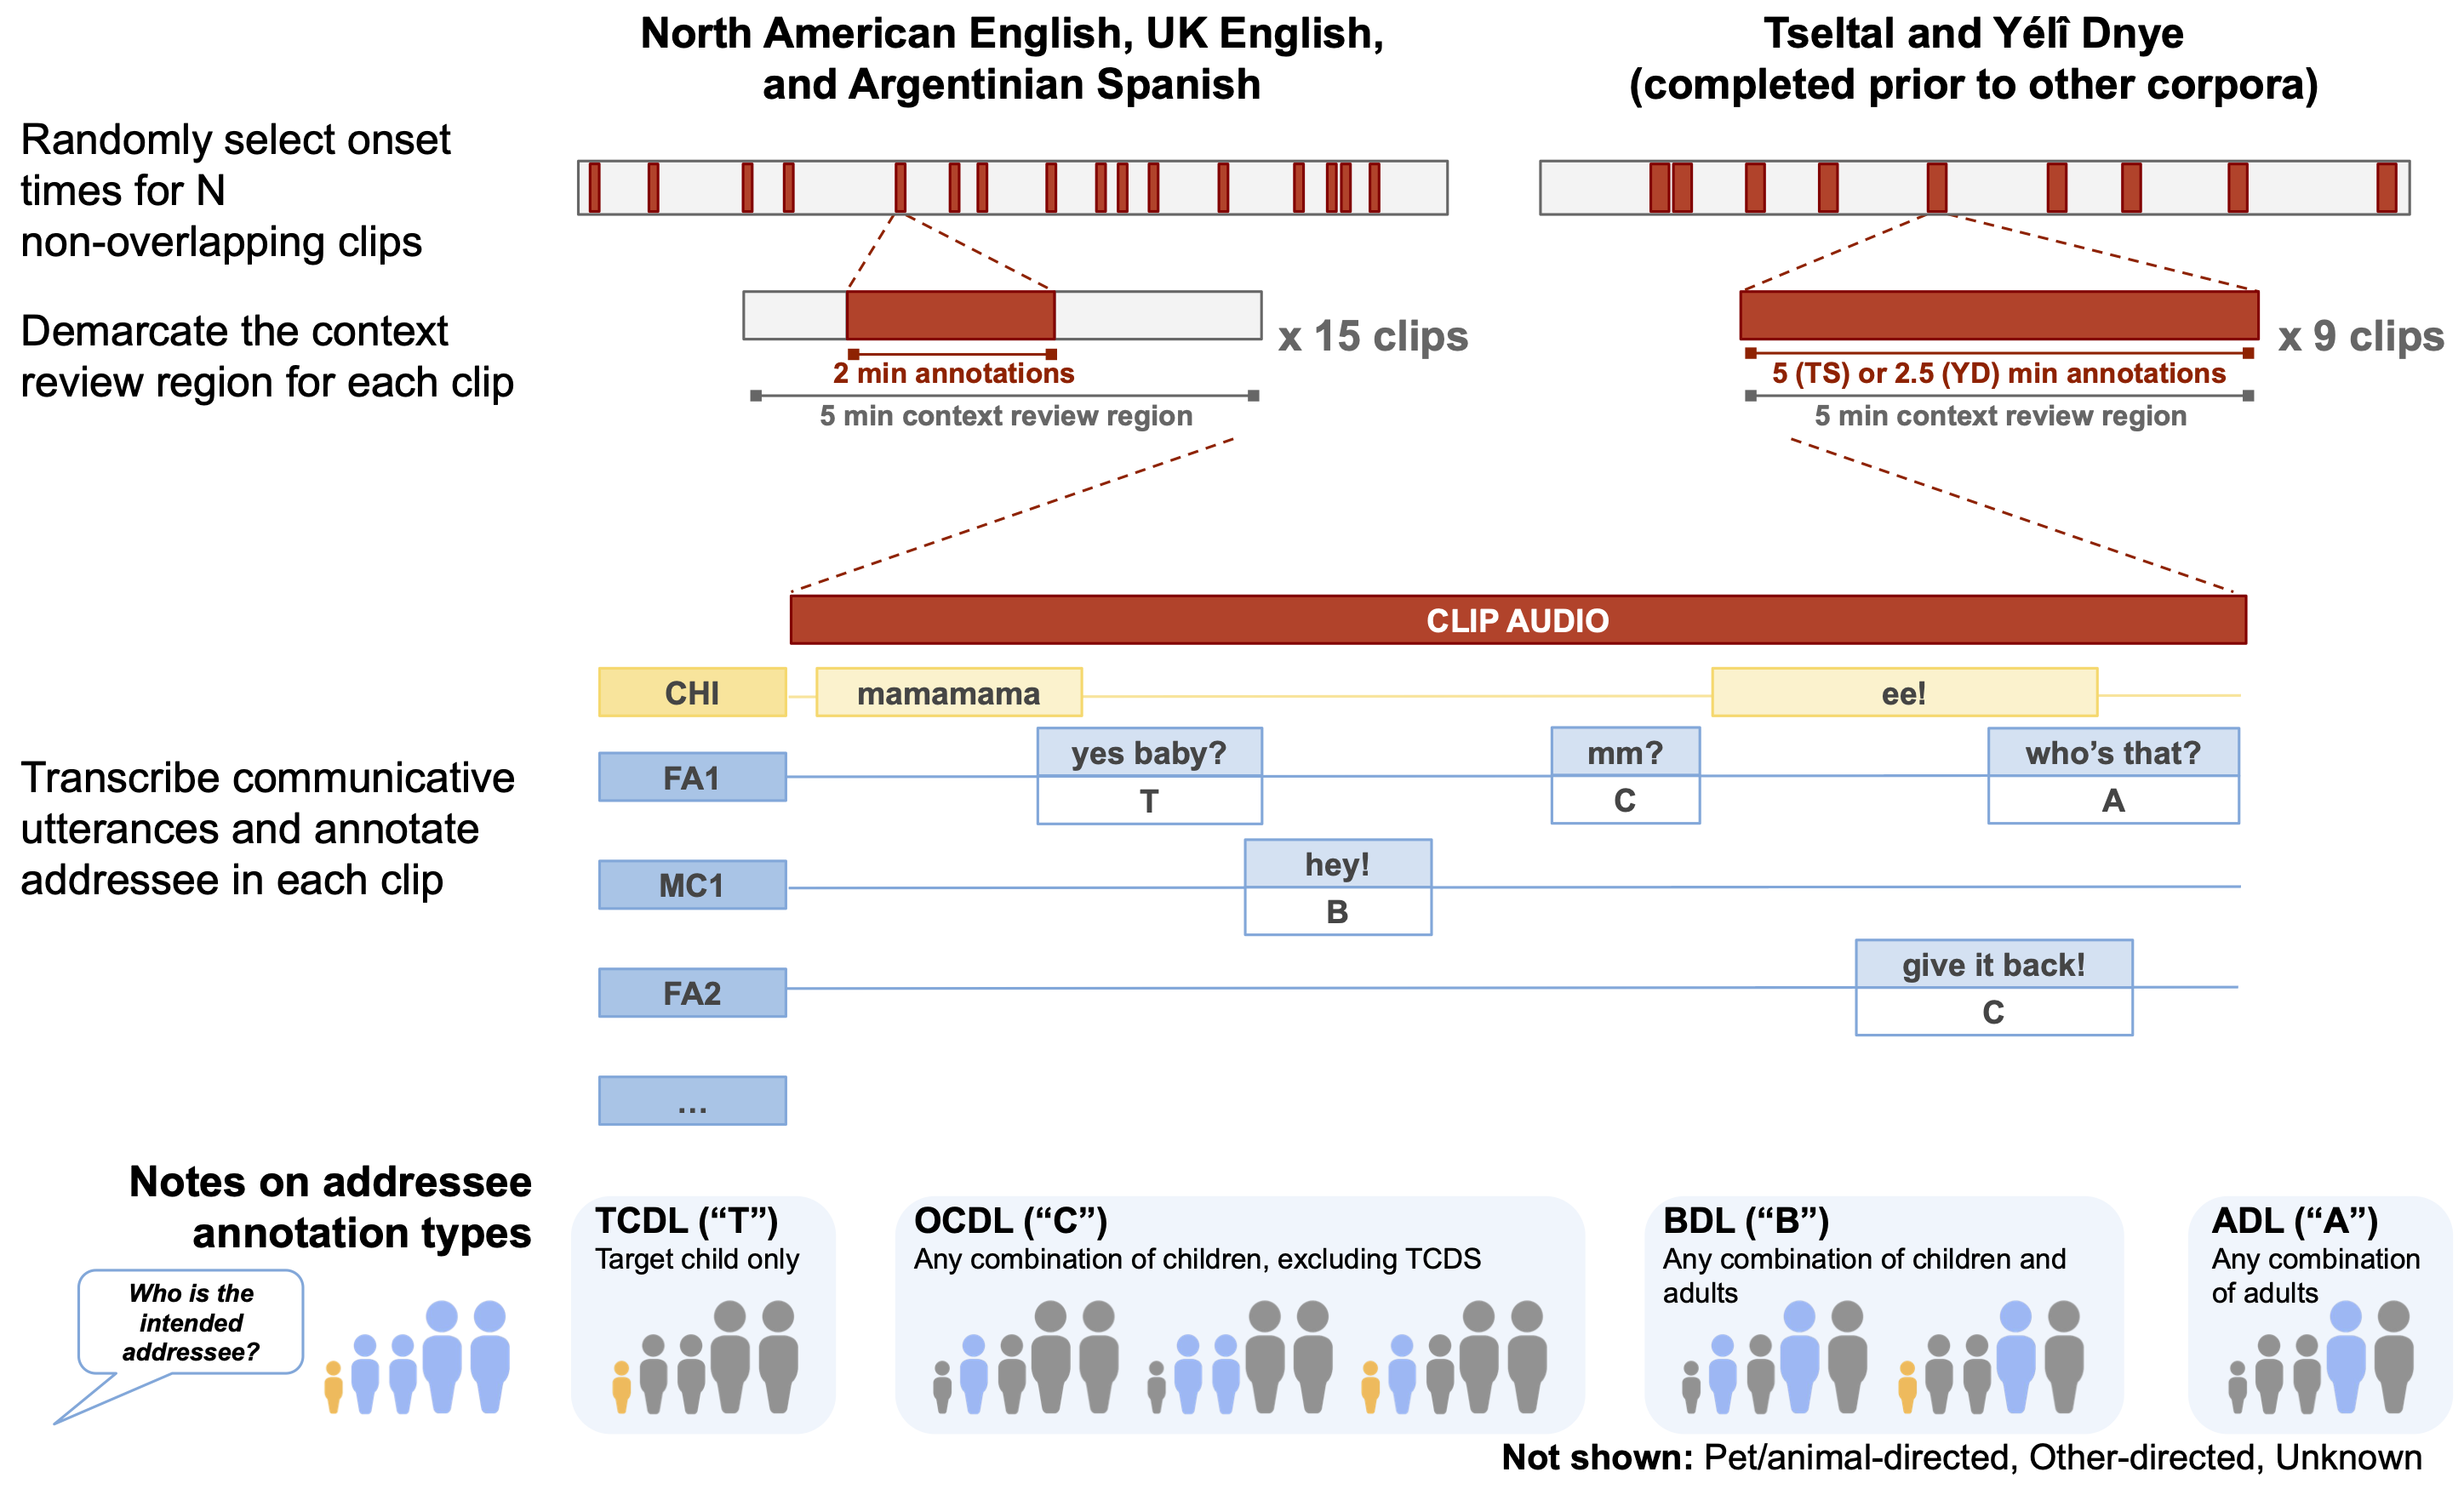 North American English, UK English,
and Argentinian Spanish
Tseltal and Yélî Dnye
(completed prior to other corpora)
Randomly select onset
times for N
non-overlapping clips
Demarcate the context
review region for each clip
x 15 clips
2 min annotations
5 min context review region
x 9 clips
5 (TS) or 2.5 (YD) min annotations
5 min context review region
CLIP AUDIO
CHI
mamamama
ee!
Transcribe communicative
utterances and annotate
addressee in each clip
FA1
yes baby?
T
mm?
C
who’s that?
A
MC1
hey!
B
FA2
give it back!
C
...
Notes on addressee
annotation types
Who is the
intended
addressee?
TCDL (“T”)
Target child only
OCDL (“C”)
Any combination of children, excluding TCDS
BDL (“B”)
Any combination of children and
adults
ADL (“A”)
Any combination
of adults
Not shown: Pet/animal-directed, Other-directed, Unknown